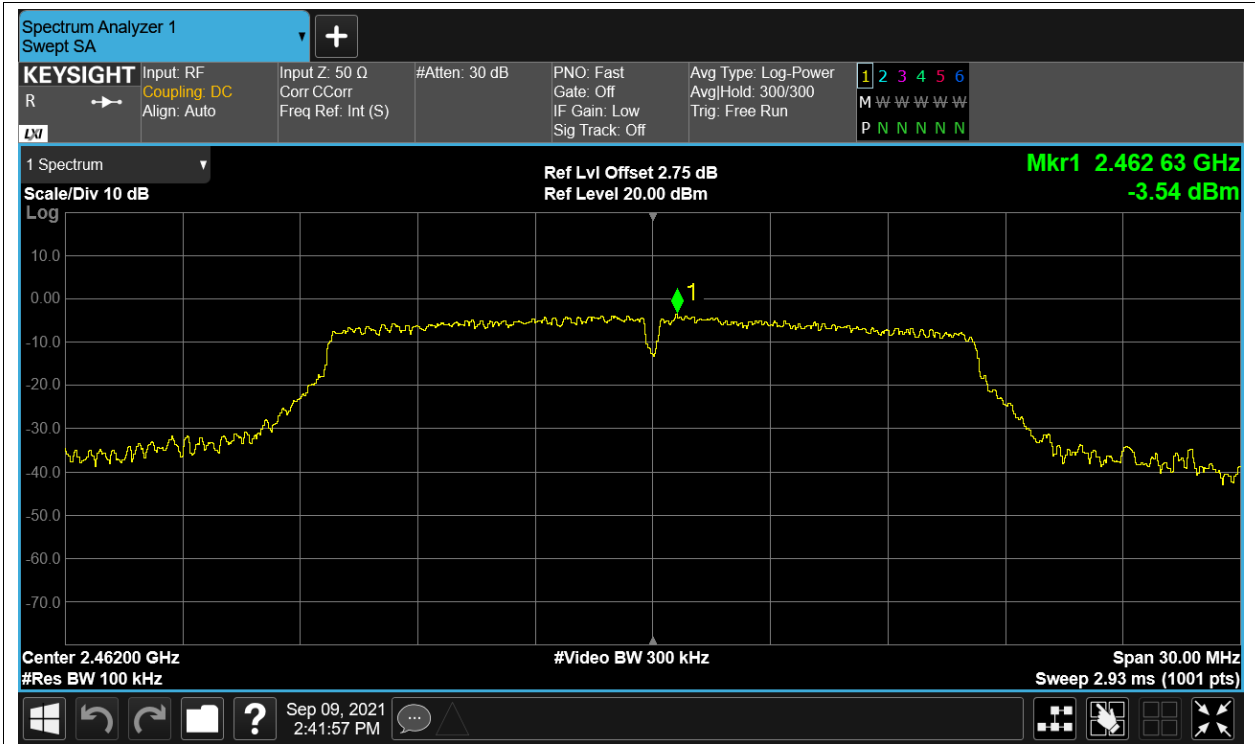 Spectrum Analyzer 1
Swept SA
KEYSIGHT
R
LXI
Input: RF
Coupling: DC
Align: Auto
Input Z: 50 Ω
Corr CCorr
Freq Ref: Int (S)
#Atten: 30 dB
PNO: Fast
Gate: Off
IF Gain: Low
Sig Track: Off
Avg Type: Log-Power
Avg|Hold: 300/300
Trig: Free Run
1 2 3 4 5 6
M W W W W W
P N N N N N
1 Spectrum
Scale/Div 10 dB
Log
Ref Lvl Offset 2.75 dB
Ref Level 20.00 dBm
Mkr1 2.462 63 GHz
-3.54 dBm
10.0
0.00
-10.0
-20.0
-30.0
-40.0
-50.0
-60.0
-70.0
1
Center 2.46200 GHz
#Res BW 100 kHz
#Video BW 300 kHz
Span 30.00 MHz
Sweep 2.93 ms (1001 pts)
?
Sep 09, 2021
2:41:57 PM